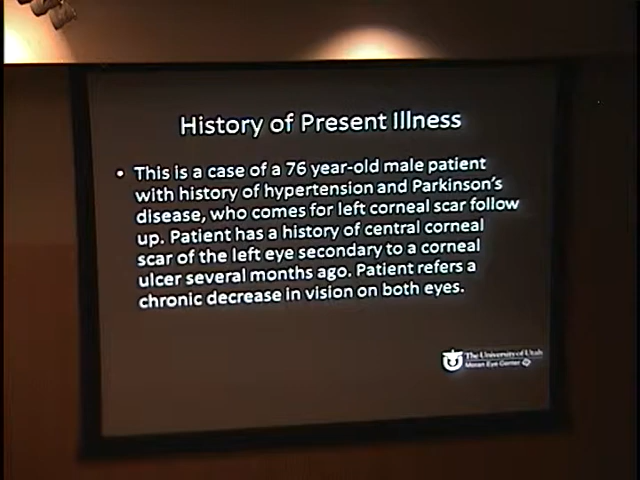 History of Present Illness
• This is a case of a 76 year-old male patient
with history of hypertension and Parkinson's
disease, who comes for left corneal scar follow
up. Patient has a history of central corneal
scar of the left eye secondary to a corneal
ulcer several months ago. Patient refers a
chronic decrease in vision on both eyes.
The University of Utah
Moran Eye Center